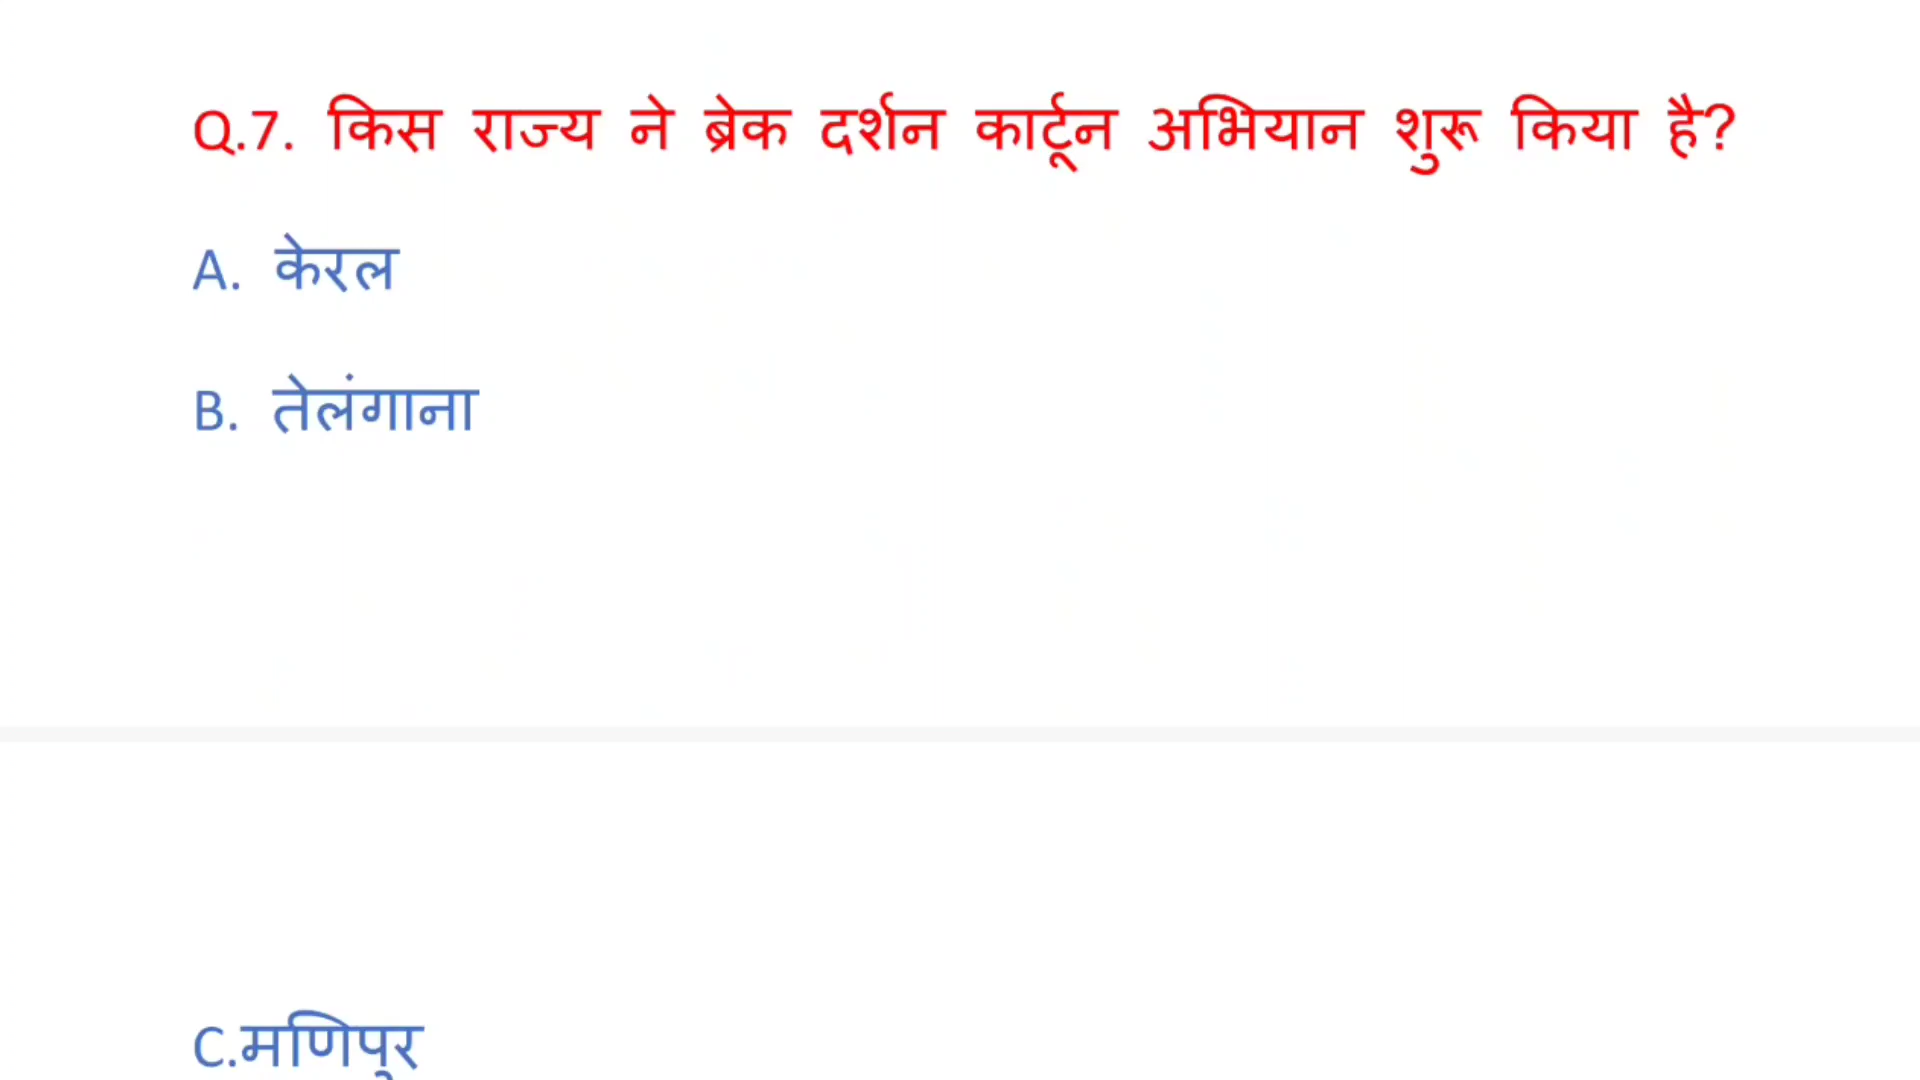 Q.7. किस राज्य ने ब्रेक दर्शन कार्टून अभियान शुरू किया है?
A. केरल
B. तेलंगाना
C.मणिपुर